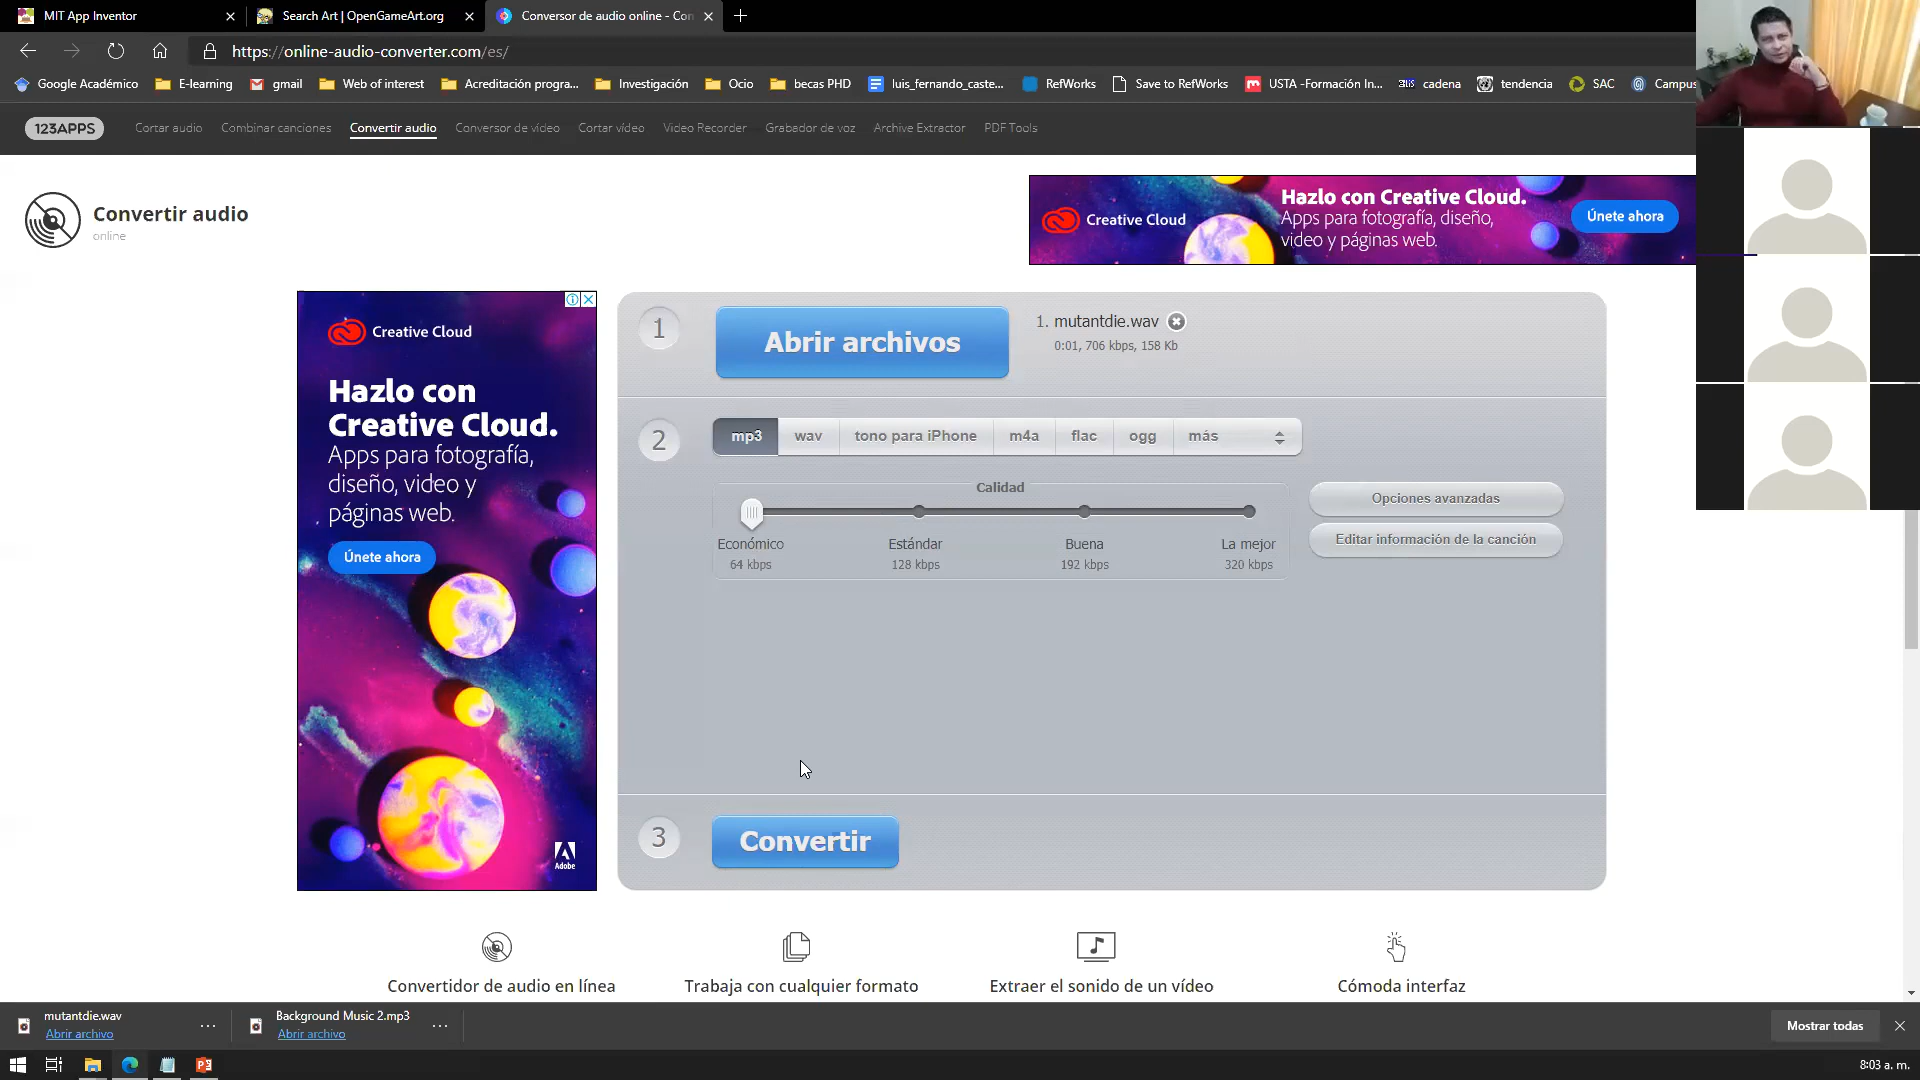 MIT App Inventor
Search Art | OpenGameArt.org
Conversor de audio online - Con
https://online-audio-converter.com/es/
Google Académico
E-learning
gmail
Web of interest
Acreditación progra...
Investigación
Ocio
becas PHD
luis_fernando_caste...
RefWorks
Save to RefWorks
USTA -Formación In...
cadena
tendencia
SAC
Campus
123APPS
Cortar audio
Combinar canciones
Convertir audio
Conversor de vídeo
Cortar vídeo
Video Recorder
Grabador de voz
Archive Extractor
PDF Tools
Convertir audio
online
Creative Cloud
Hazlo con Creative Cloud.
Apps para fotografía, diseño,
video y páginas web.
Únete ahora
Creative Cloud
Hazlo con
Creative Cloud.
Apps para fotografía,
diseño, video y
páginas web.
Únete ahora
Adobe
1
Abrir archivos
1. mutantdie.wav
0:01, 706 kbps, 158 Kb
2
mp3
wav
tono para iPhone
m4a
flac
ogg
más
Calidad
Económico
64 kbps
Estándar
128 kbps
Buena
192 kbps
La mejor
320 kbps
Opciones avanzadas
Editar información de la canción
3
Convertir
Convertidor de audio en línea
Trabaja con cualquier formato
Extraer el sonido de un vídeo
Cómoda interfaz
mutantdie.wav
Abrir archivo
Background Music 2.mp3
Abrir archivo
Mostrar todas
8:03 a. m.